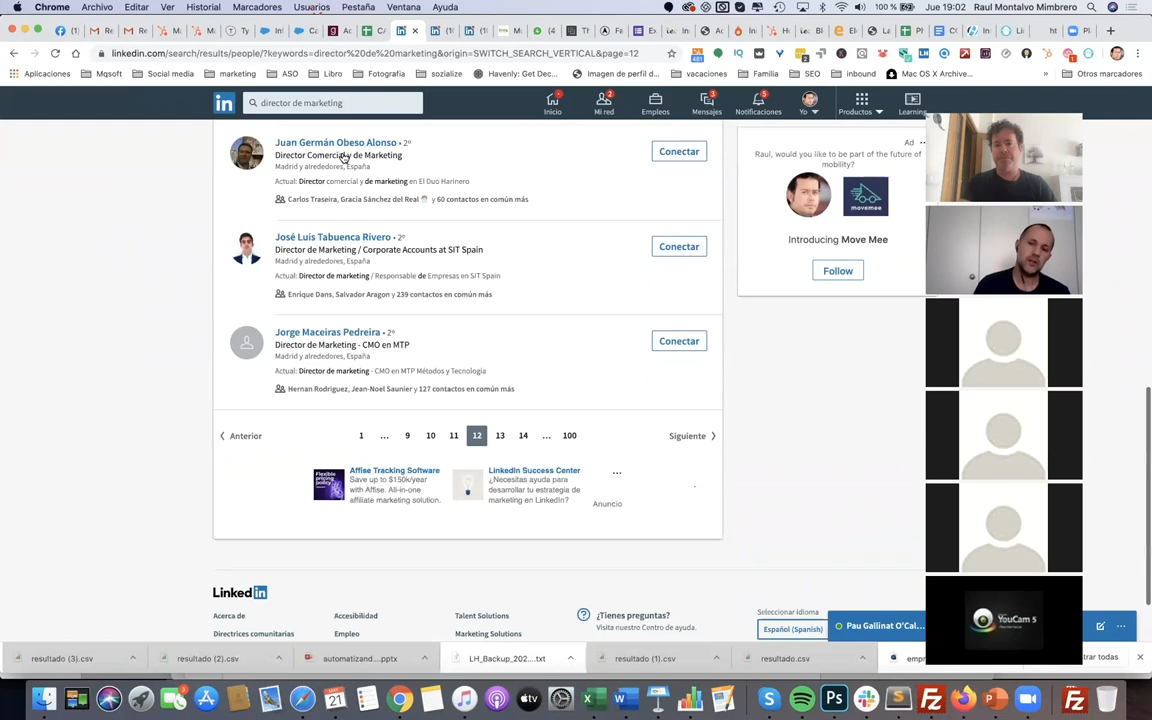 Chrome Archivo Editar Ver Historial Marcadores Usuarios Pestaña Ventana Ayuda
100 % Jue 19:02 Raul Montalvo Mimbrero
linkedin.com/search/results/people/?keywords=director%20de%20marketing&origin=SWITCH_SEARCH_VERTICAL&page=12
Aplicaciones Mqsoft Social media marketing ASO Libro Fotografia sozialize Havenly: Get Dec... Imagen de perfil d... vacaciones Familia SEO inbound Mac OS X Archive... » Otros marcadores
in director de marketing
Inicio Mi red Empleos Mensajes Notificaciones Yo Productos Learning
Juan Germán Obeso Alonso • 2º
Director Comercial y de Marketing
Madrid y alrededores, España
Actual: Director comercial y de marketing en El Duo Harinero
Carlos Traseira, Gracia Sánchez del Real y 60 contactos en común más
Conectar
José Luís Tabuenca Rivero • 2º
Director de Marketing / Corporate Accounts at SIT Spain
Madrid y alrededores, España
Actual: Director de marketing / Responsable de Empresas en SIT Spain
Enrique Dans, Salvador Aragon y 239 contactos en común más
Conectar
Jorge Maceiras Pedreira • 2º
Director de Marketing - CMO en MTP
Madrid y alrededores, España
Actual: Director de marketing - CMO en MTP Métodos y Tecnologia
Hernan Rodriguez, Jean-Noel Saunier y 127 contactos en común más
Conectar
Anterior 1 ... 9 10 11 12 13 14 ... 100 Siguiente
Affise Tracking Software
Save up to $150k/year
with Affise. All-in-one
affiliate marketing solution.
LinkedIn Success Center
¿Necesitas ayuda para
desarrollar tu estrategia de
marketing en LinkedIn?
...
Anuncio
Ad ...
Raul, would you like to be part of the future of
mobility?
movemee
Introducing Move Mee
Follow
YouCam 5
Linked in
Acerca de
Accesibilidad
Talent Solutions
¿Tienes preguntas?
Visita nuestro Centro de ayuda.
Seleccionar idioma
Español (Spanish)
Directrices comunitarias
Empleo
Marketing Solutions
Pau Gallinat O'Cal...
resultado (3).csv resultado (2).csv automatizand....pptx LH_Backup_202....txt resultado (1).csv resultado.csv